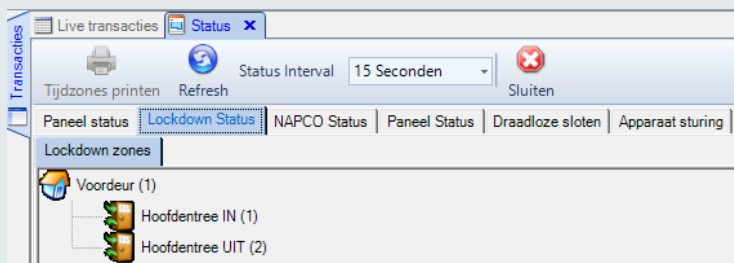 Transacties
Live transacties Status X
Status Interval 15 Seconden
Tijdzones printen Refresh Sluiten
Paneel status Lockdown Status NAPCO Status Paneel Status Draadloze sloten Apparaat sturing
Lockdown zones
Voordeur (1)
Hoofdentree IN (1)
Hoofdentree UIT (2)